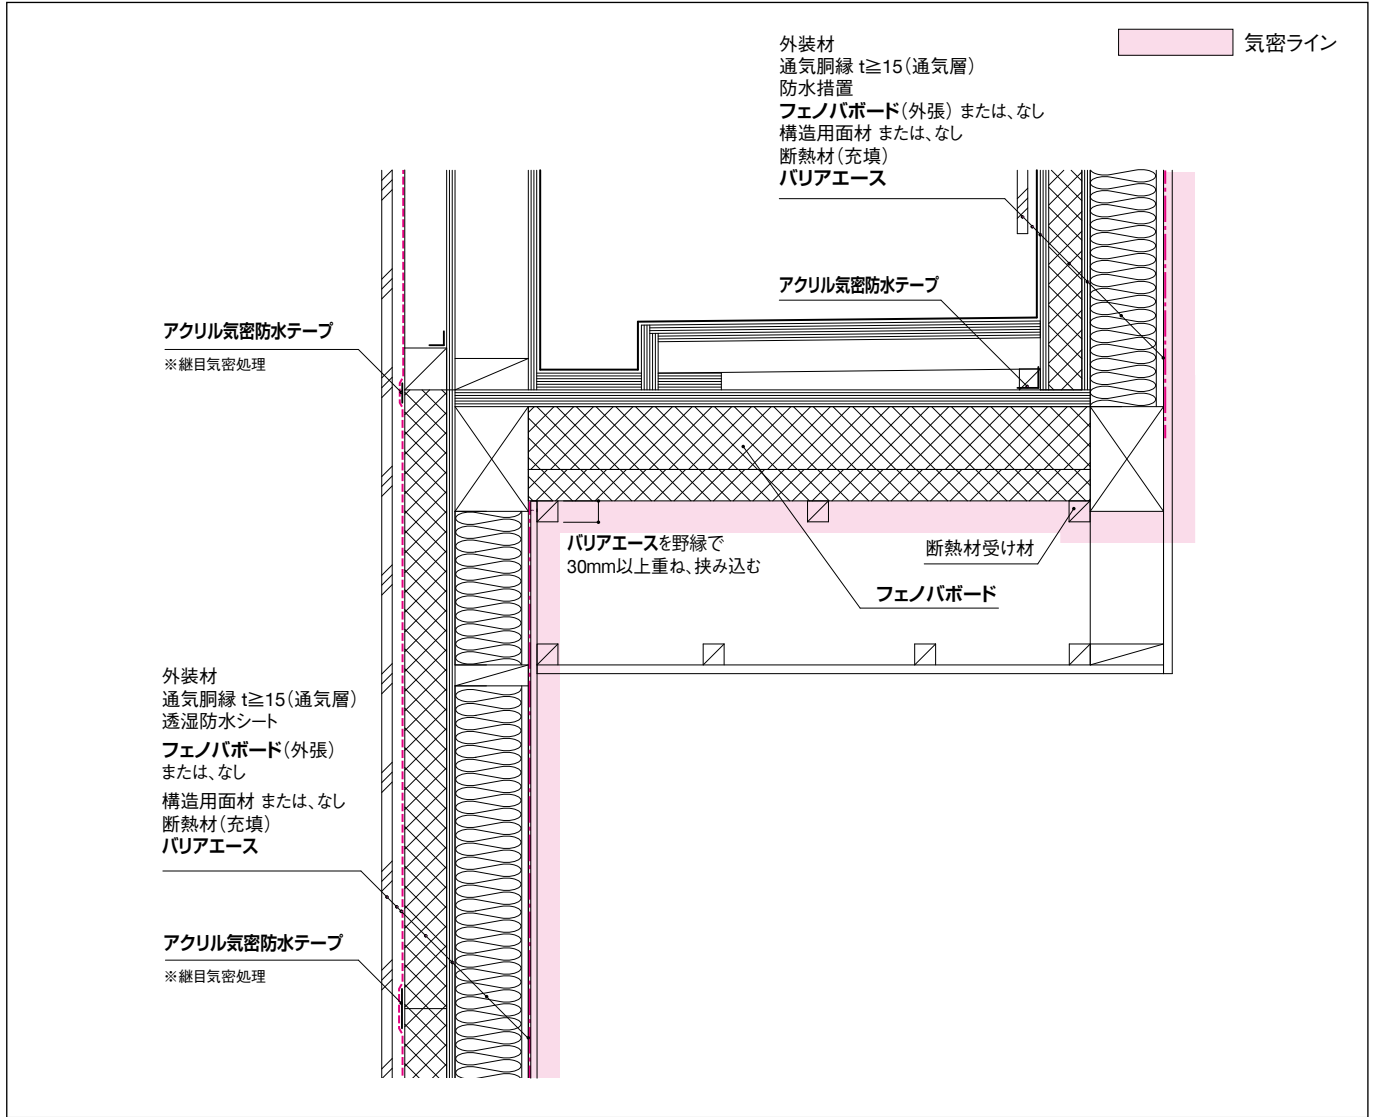 外装材
通気胴縁 t≧15(通気層)
防水措置
フェノバボード(外張) または、なし
構造用面材 または、なし
断熱材(充填)
バリアエース
気密ライン
アクリル気密防水テープ
アクリル気密防水テープ
※継目気密処理
バリアエースを野縁で
30mm以上重ね、挟み込む
断熱材受け材
フェノバボード
外装材
通気胴縁 t≧15(通気層)
透湿防水シート
フェノバボード(外張)
または、なし
構造用面材 または、なし
断熱材(充填)
バリアエース
アクリル気密防水テープ
※継目気密処理